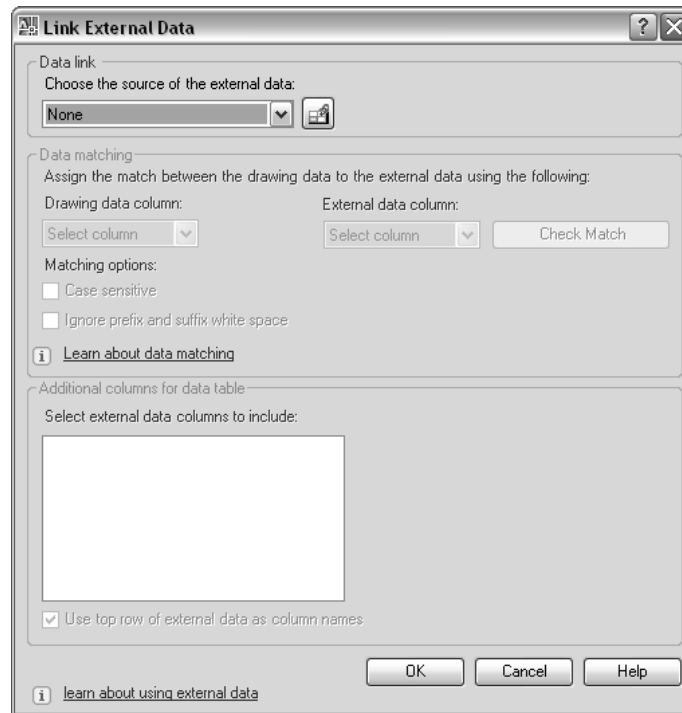 Link External Data
Data link
Choose the source of the external data:
None
Data matching
Assign the match between the drawing data to the external data using the following:
Drawing data column:
External data column:
Select column
Select column
Check Match
Matching options:
Case sensitive
Ignore prefix and suffix white space
Learn about data matching
Additional columns for data table
Select external data columns to include:
Use top row of external data as column names
OK
Cancel
Help
learn about using external data